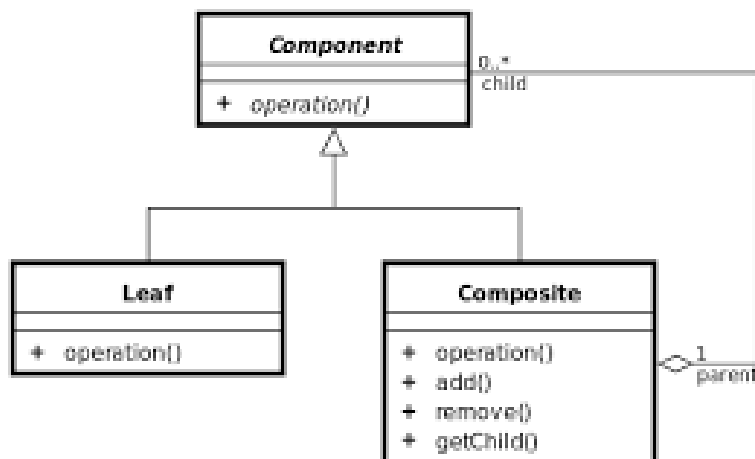 Component
+ operation()
0..*
child
Leaf
+ operation()
Composite
+ operation()
+ add()
+ remove()
+ getChild()
1
parent